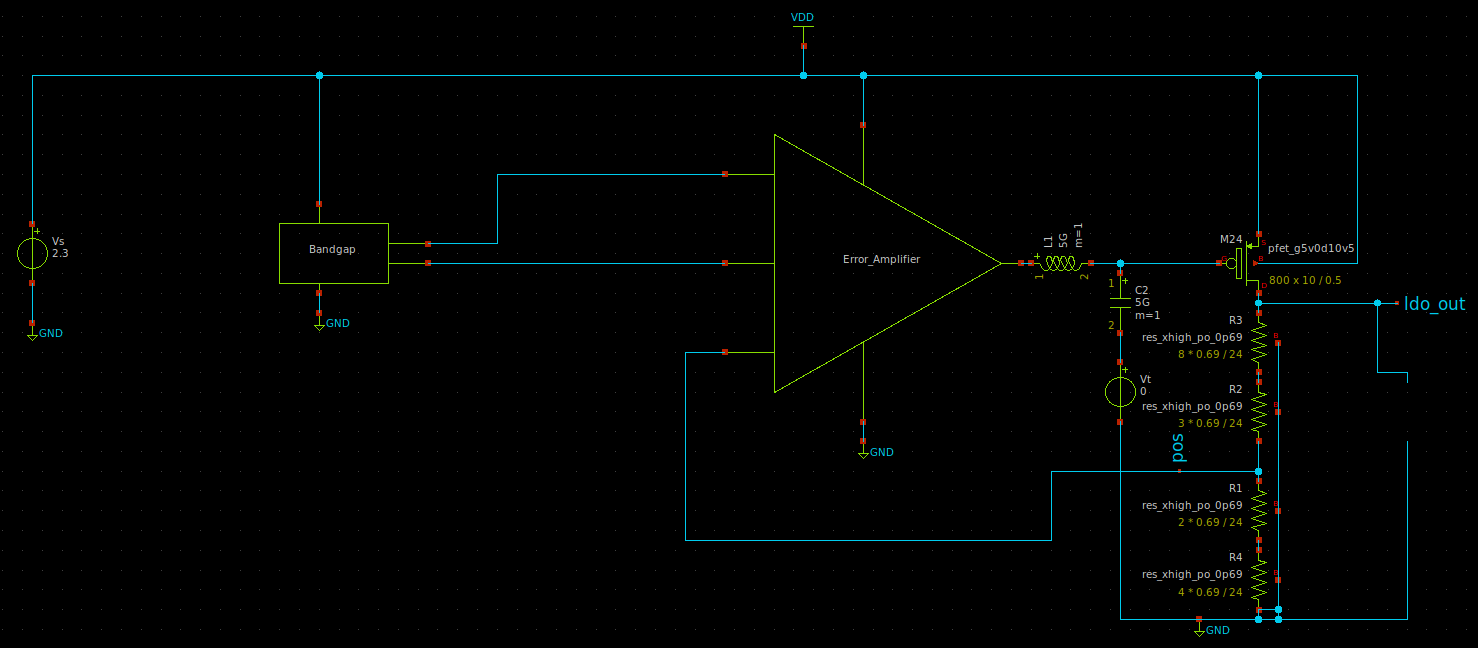 VDD
Vs
2.3
GND
Bandgap
GND
Error_Amplifier
GND
L1
5G
m=1
+
1
2
1
+
C2
5G
m=1
2
+
Vt
0
M24
pfet_g5v0d10v5
800 x 10 / 0.5
S
B
D
ldo_out
R3
res_xhigh_po_0p69
8 * 0.69 / 24
B
R2
res_xhigh_po_0p69
3 * 0.69 / 24
B
pos
R1
res_xhigh_po_0p69
2 * 0.69 / 24
B
R4
res_xhigh_po_0p69
4 * 0.69 / 24
B
GND